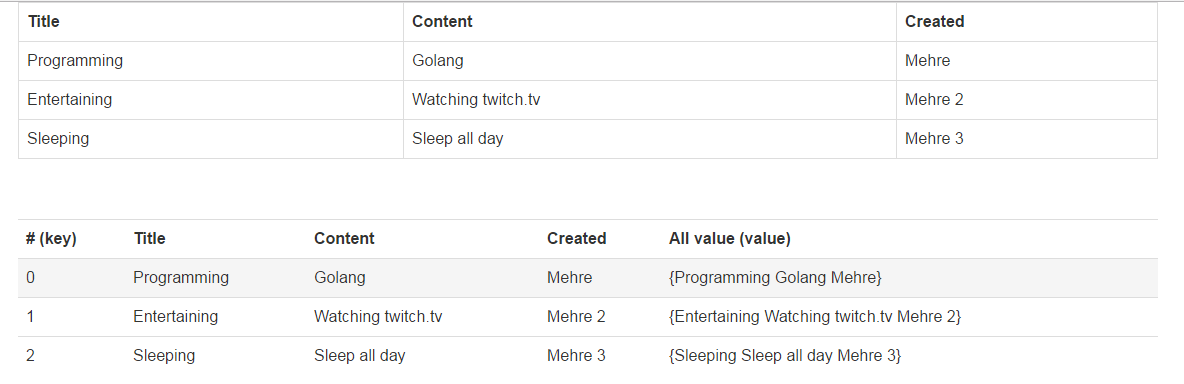 Title Content Created
Programming Golang Mehre
Entertaining Watching twitch.tv Mehre 2
Sleeping Sleep all day Mehre 3
# (key) Title Content Created All value (value)
0 Programming Golang Mehre {Programming Golang Mehre}
1 Entertaining Watching twitch.tv Mehre 2 {Entertaining Watching twitch.tv Mehre 2}
2 Sleeping Sleep all day Mehre 3 {Sleeping Sleep all day Mehre 3}